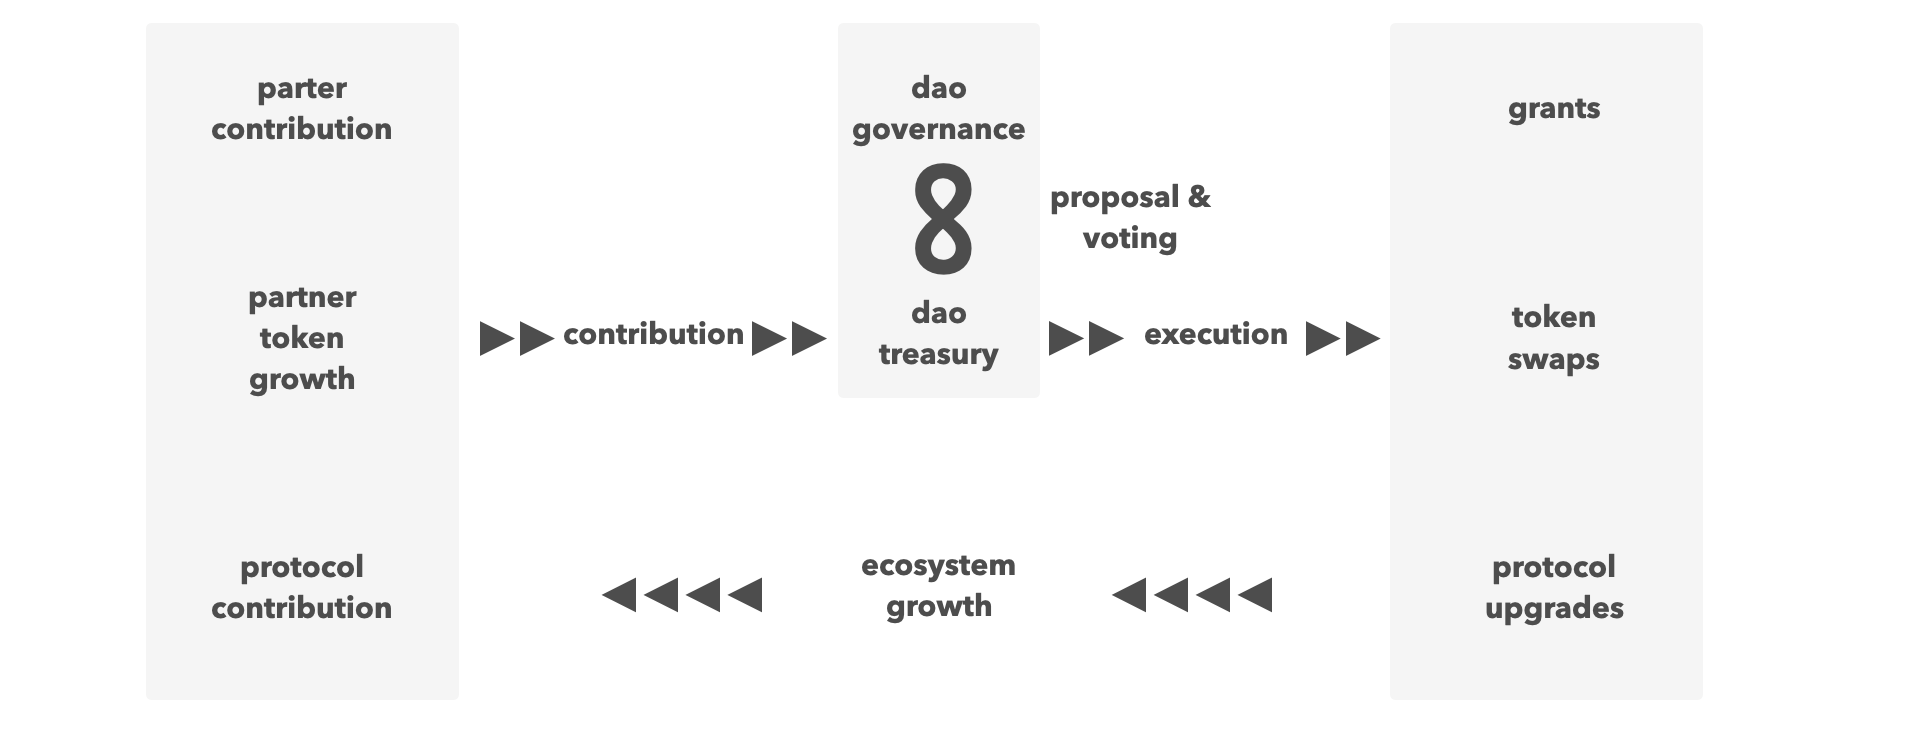 parter
contribution
partner
token
growth
protocol
contribution
contribution
dao
governance
8
dao
treasury
proposal &
voting
execution
ecosystem
growth
grants
token
swaps
protocol
upgrades